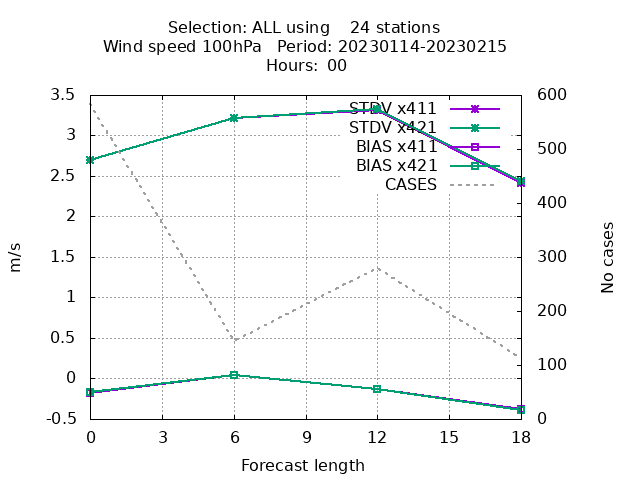 Selection: ALL using    24 stations
Wind speed 100hPa   Period: 20230114-20230215
Hours:  00
3.5
3
2.5
2
1.5
1
0.5
0
-0.5
m/s
STDV x411
STDV x421
BIAS x411
BIAS x421
CASES
600
500
400
300
200
100
0
No cases
0 3 6 9 12 15 18
Forecast length